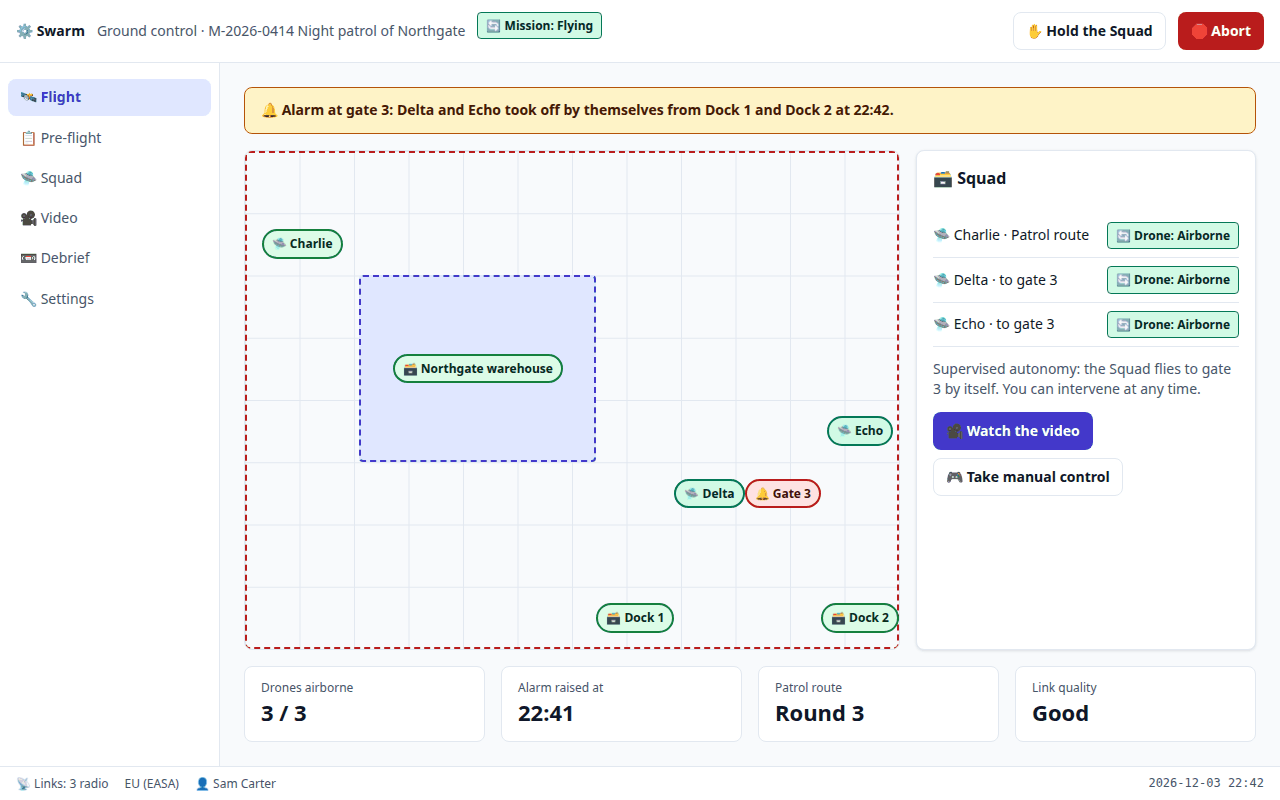 ⚙️ Swarm Ground control · M-2026-0414 Night patrol of Northgate 🔄 Mission: Flying ✋ Hold the Squad 🛑 Abort
🛰️ Flight
📋 Pre-flight
🛸 Squad
🎥 Video
📼 Debrief
🔧 Settings
🔔 Alarm at gate 3: Delta and Echo took off by themselves from Dock 1 and Dock 2 at 22:42.
🛸 Charlie
🗃️ Northgate warehouse
🛸 Echo
🛸 Delta
🔔 Gate 3
🗃️ Dock 1
🗃️ Dock 2
🗃️ Squad
🛸 Charlie · Patrol route 🔄 Drone: Airborne
🛸 Delta · to gate 3 🔄 Drone: Airborne
🛸 Echo · to gate 3 🔄 Drone: Airborne
Supervised autonomy: the Squad flies to gate
3 by itself. You can intervene at any time.
🎥 Watch the video
🎮 Take manual control
Drones airborne
3 / 3
Alarm raised at
22:41
Patrol route
Round 3
Link quality
Good
📡 Links: 3 radio EU (EASA) 👤 Sam Carter 2026-12-03 22:42